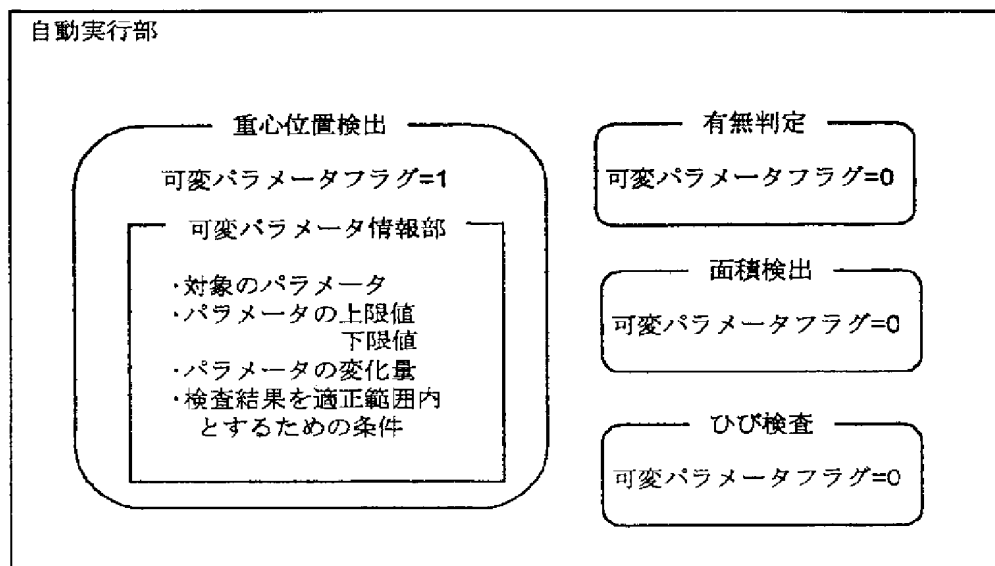 自動実行部
重心位置検出
可変パラメータフラグ=1
可変パラメータ情報部
・対象のパラメータ
・パラメータの上限値
下限値
・パラメータの変化量
・検査結果を適正範囲内
とするための条件
有無判定
可変パラメータフラグ=0
面積検出
可変パラメータフラグ=0
ひび検査
可変パラメータフラグ=0